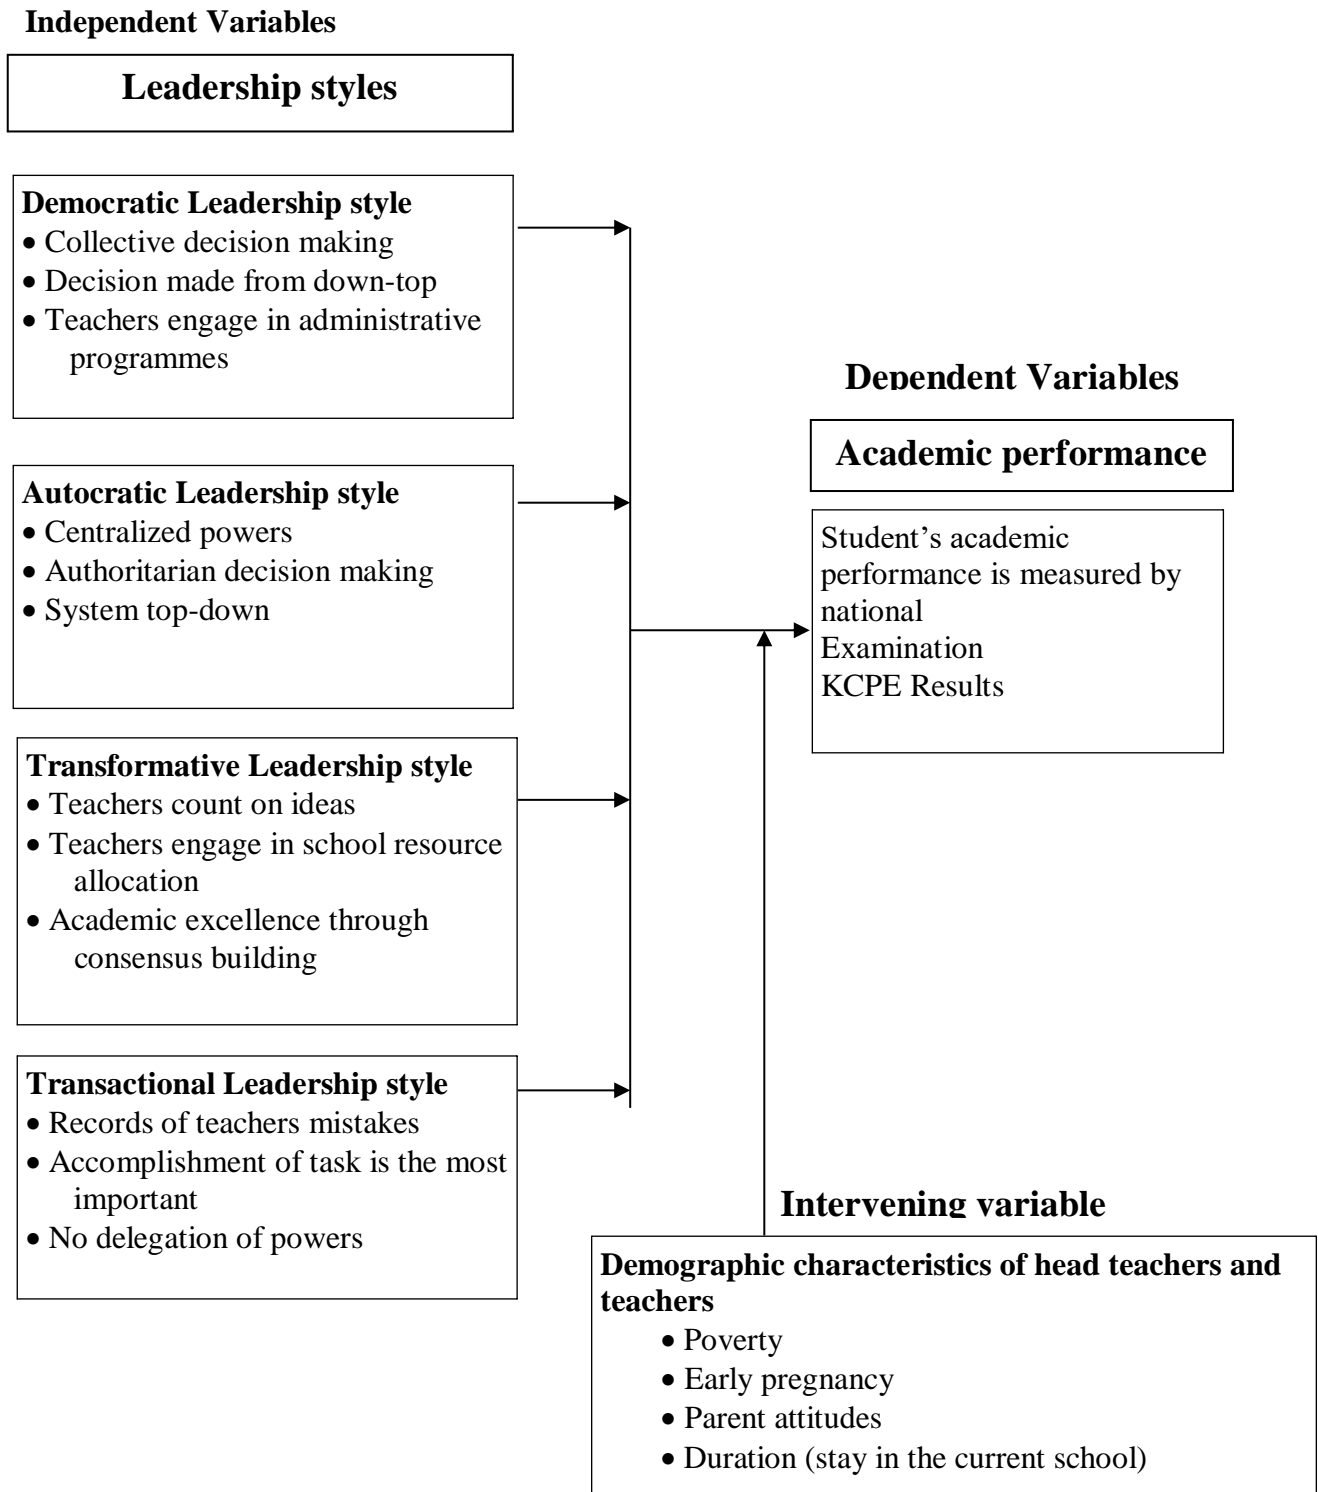 Independent Variables
Leadership styles
Democratic Leadership style
• Collective decision making
• Decision made from down-top
• Teachers engage in administrative
programmes
Autocratic Leadership style
• Centralized powers
• Authoritarian decision making
• System top-down
Transformative Leadership style
• Teachers count on ideas
• Teachers engage in school resource
allocation
• Academic excellence through
consensus building
Transactional Leadership style
• Records of teachers mistakes
• Accomplishment of task is the most
important
• No delegation of powers
Dependent Variables
Academic performance
Student’s academic
performance is measured by
national
Examination
KCPE Results
Intervening variable
Demographic characteristics of head teachers and
teachers
• Poverty
• Early pregnancy
• Parent attitudes
• Duration (stay in the current school)